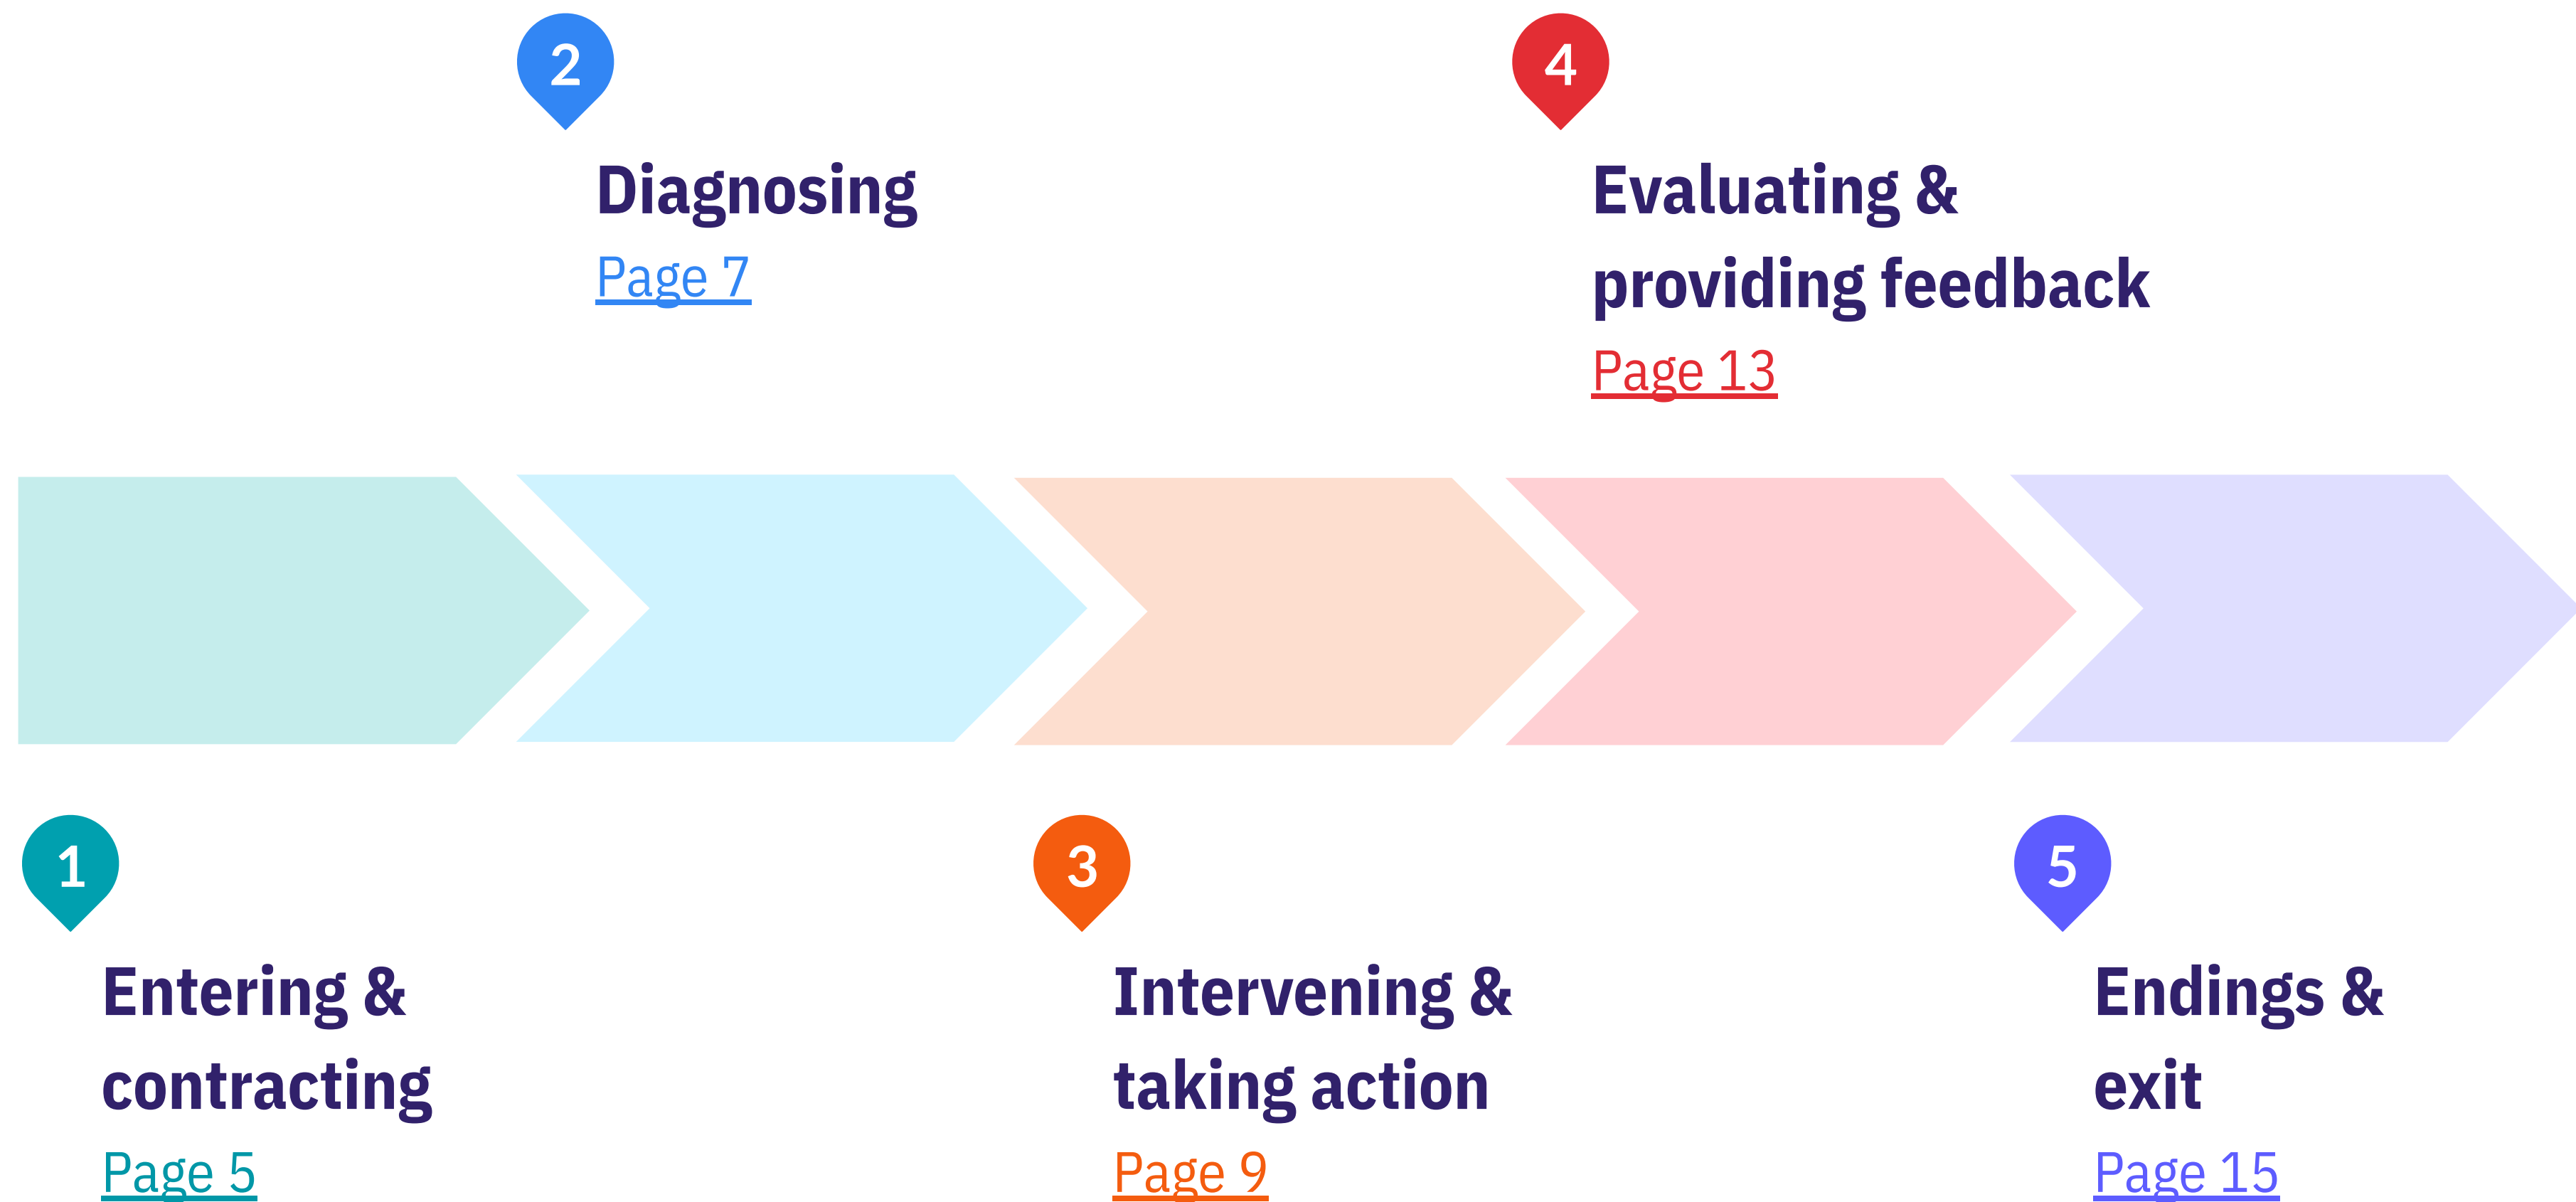 2
Diagnosing
Page 7
4
Evaluating &
providing feedback
Page 13
1
Entering &
contracting
Page 5
3
Intervening &
taking action
Page 9
5
Endings &
exit
Page 15